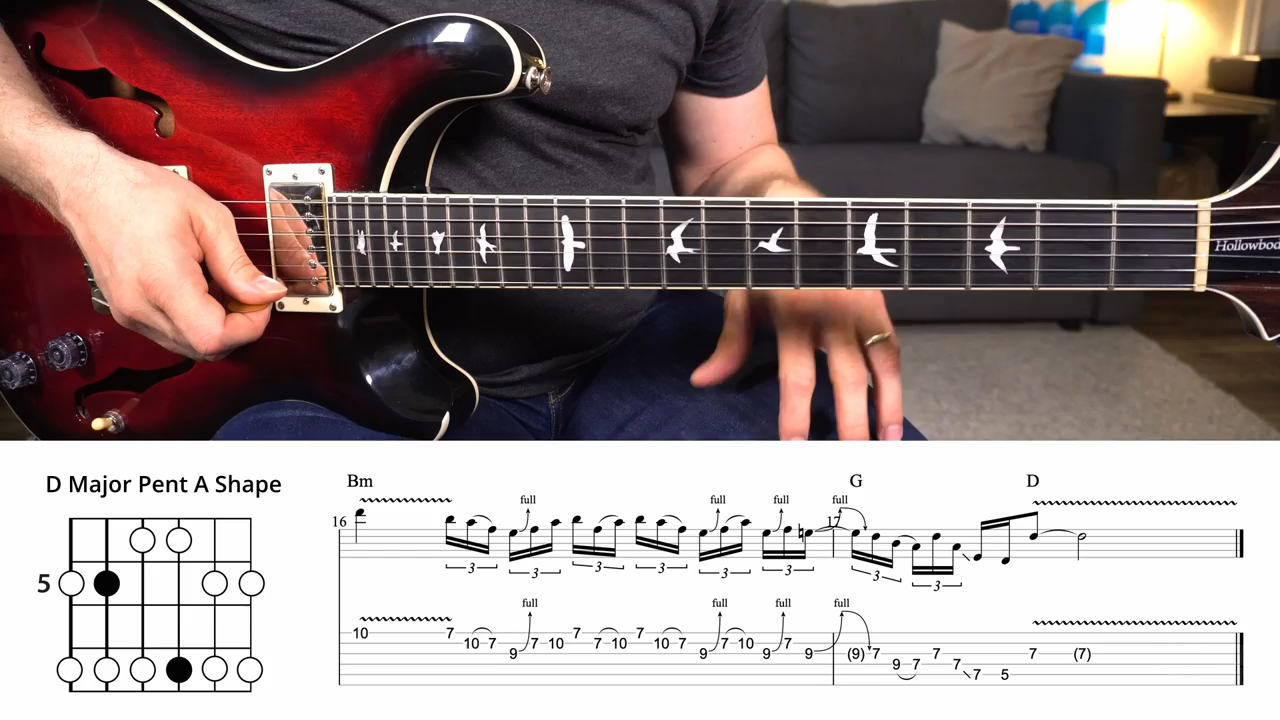 Hollowbod
D Major Pent A Shape
5
Bm G D
full full full full
16 17
3 3 3 3 3 3 3 3
full full full full
10 7 10 7 9 7 10 7 7 10 7 10 7 9 7 10 9 7 9 (9) 7 9 7 7 7 7 5 7 (7)